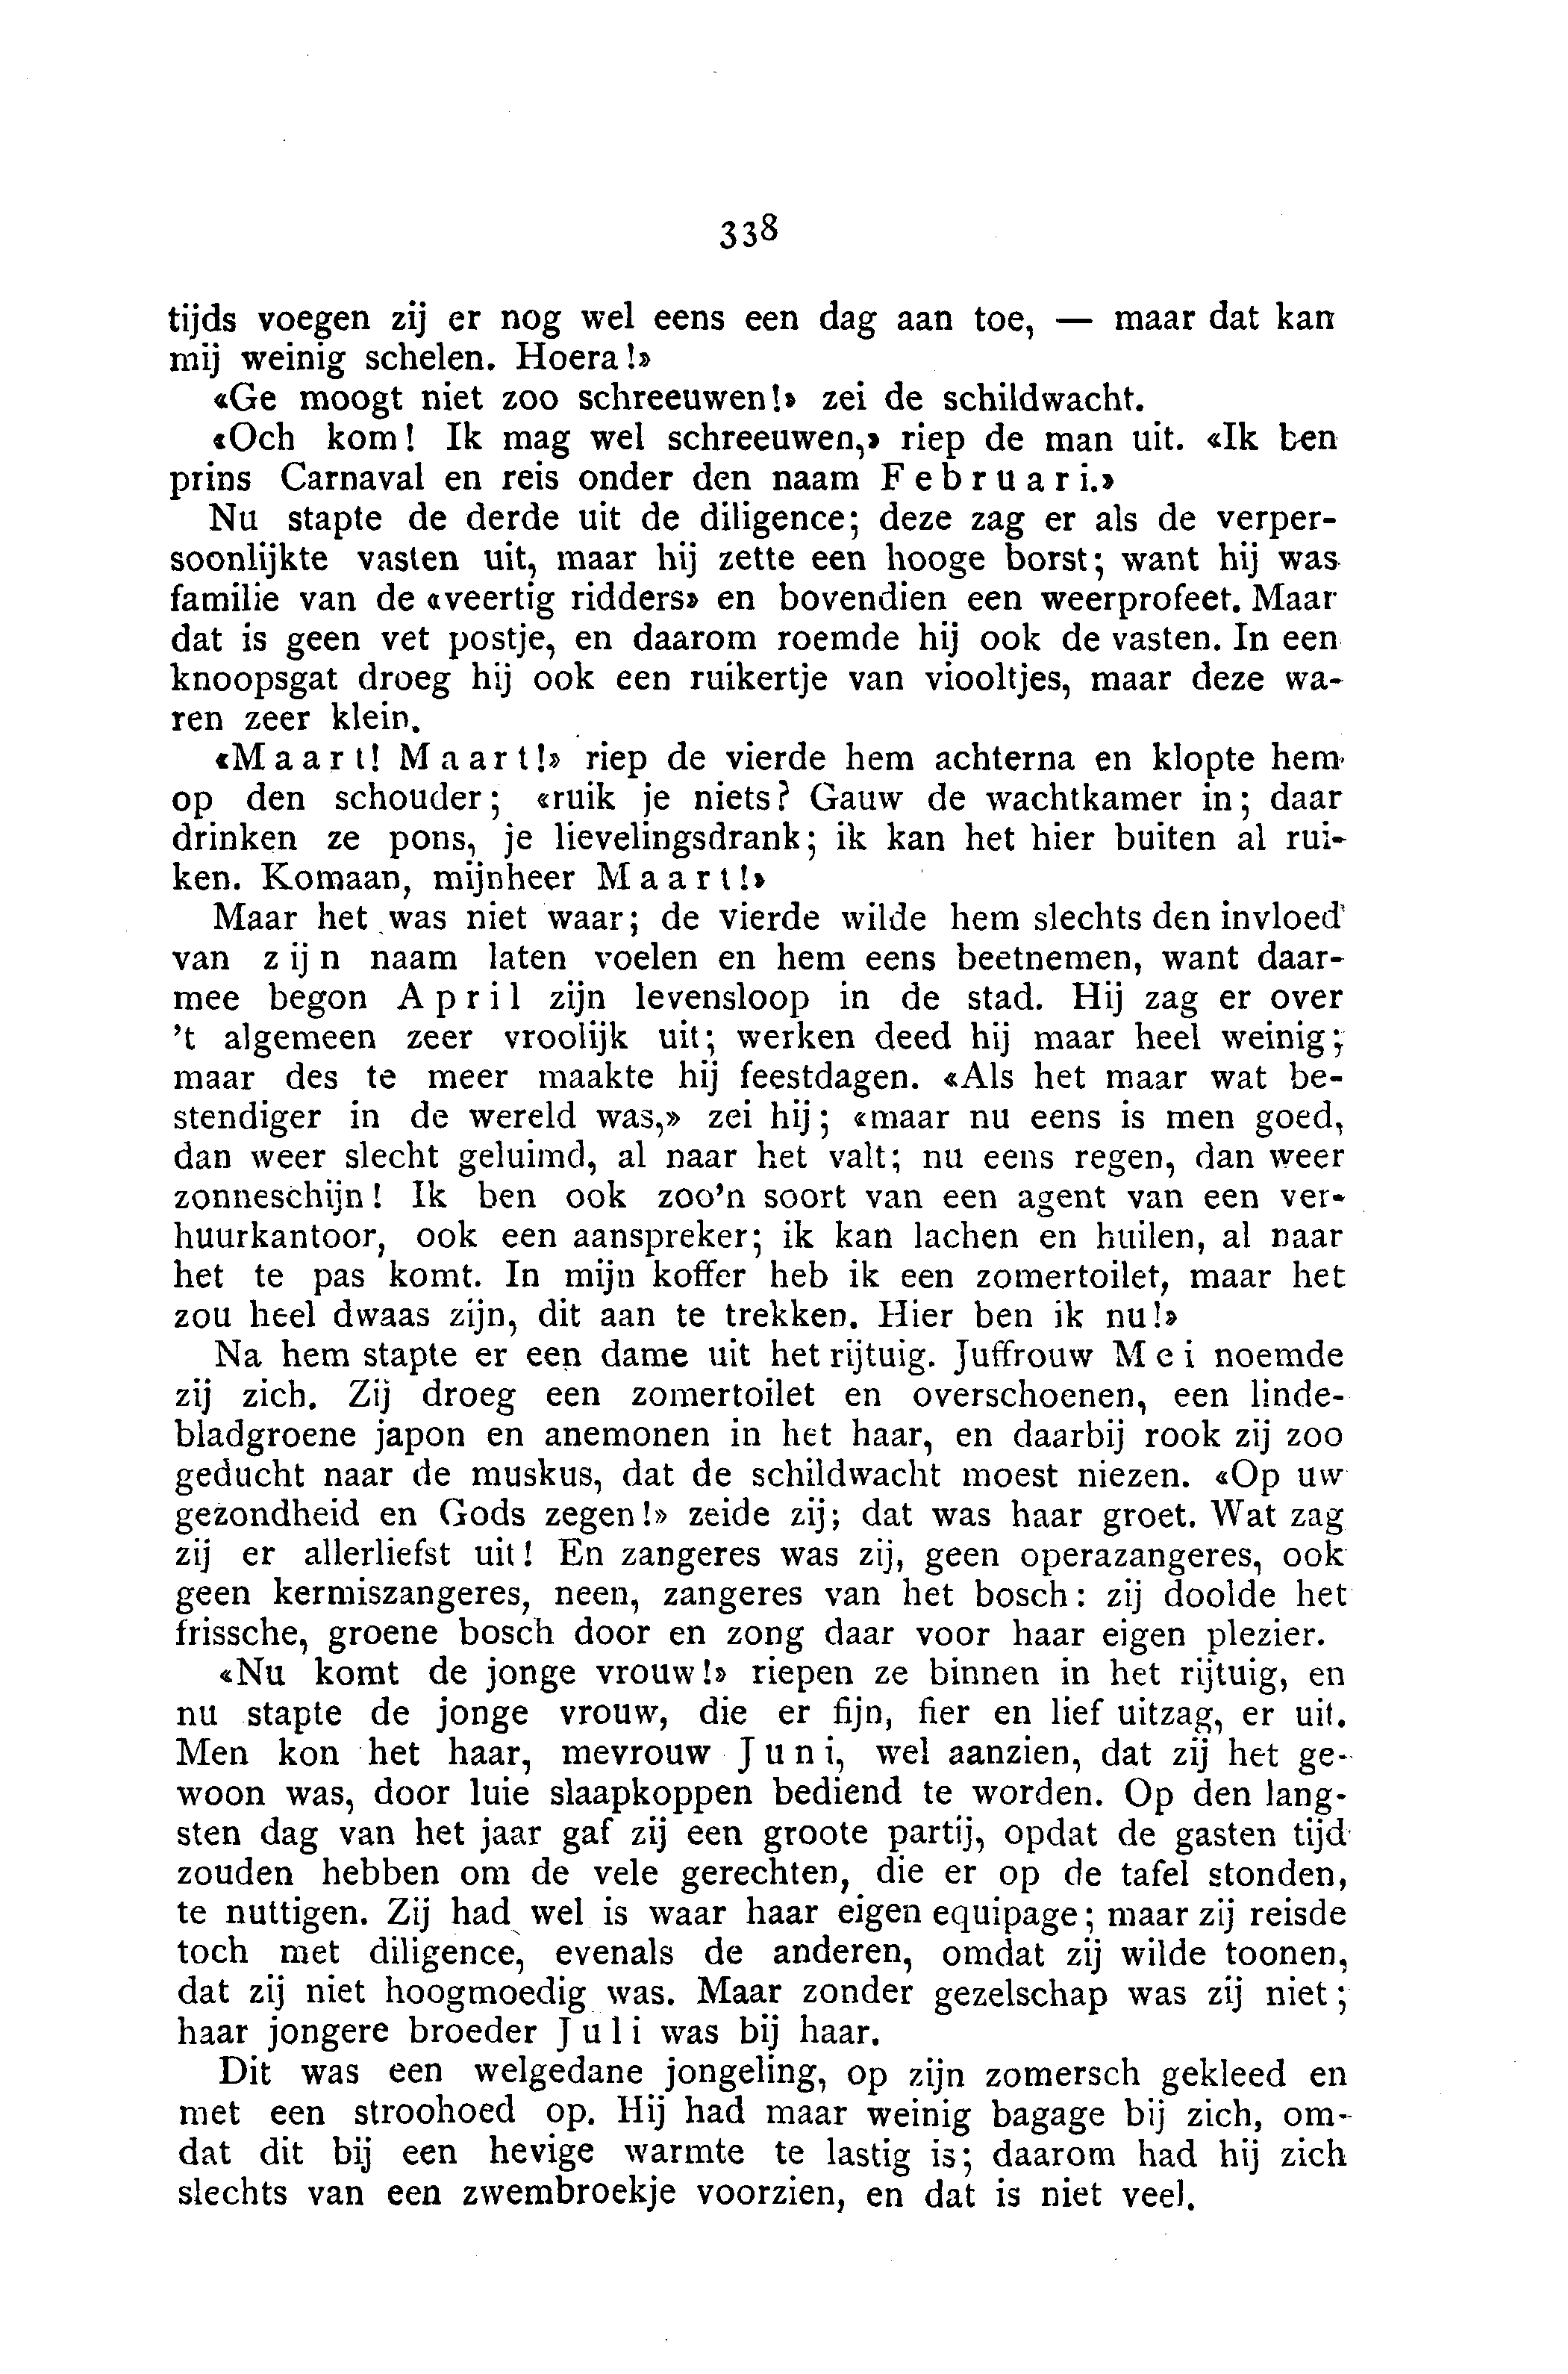 338
tijds voegen zij er nog wel eens een dag aan toe, — maar dat kan
mij weinig schelen. Hoera!»
«Ge moogt niet zoo schreeuwen!» zei de schildwacht.
«Och kom! Ik mag wel schreeuwen,» riep de man uit. «Ik ben
prins Carnaval en reis onder den naam Februari.»
Nu stapte de derde uit de diligence; deze zag er als de verper-
soonlijkte vasten uit, maar hij zette een hooge borst; want hij was
familie van de «veertig ridders» en bovendien een weerprofeet. Maar
dat is geen vet postje, en daarom roemde hij ook de vasten. In een
knoopsgat droeg hij ook een ruikertje van viooltjes, maar deze wa-
ren zeer klein.
«Maart! Maart!» riep de vierde hem achterna en klopte hem
op den schouder; «ruik je niets? Gauw de wachtkamer in; daar
drinken ze pons, je lievelingsdrank; ik kan het hier buiten al rui-
ken. Komaan, mijnheer Maart!»
Maar het was niet waar; de vierde wilde hem slechts den invloed
van zijn naam laten voelen en hem eens beetnemen, want daar-
mee begon April zijn levensloop in de stad. Hij zag er over
't algemeen zeer vroolijk uit; werken deed hij maar heel weinig;
maar des te meer maakte hij feestdagen. «Als het maar wat be-
stendiger in de wereld was,» zei hij; «maar nu eens is men goed,
dan weer slecht geluimd, al naar het valt; nu eens regen, dan weer
zonneschijn! Ik ben ook zoo'n soort van een agent van een ver-
huurkantoor, ook een aanspreker; ik kan lachen en huilen, al naar
het te pas komt. In mijn koffer heb ik een zomertoilet, maar het
zou heel dwaas zijn, dit aan te trekken. Hier ben ik nu!»
Na hem stapte er een dame uit het rijtuig. Juffrouw Mei noemde
zij zich. Zij droeg een zomertoilet en overschoenen, een linde-
bladgroene japon en anemonen in het haar, en daarbij rook zij zoo
geducht naar de muskus, dat de schildwacht moest niezen. «Op uw
gezondheid en Gods zegen!» zeide zij; dat was haar groet. Wat zag
zij er allerliefst uit! En zangeres was zij, geen operazangeres, ook
geen kermiszangeres, neen, zangeres van het bosch: zij doolde het
frissche, groene bosch door en zong daar voor haar eigen plezier.
«Nu komt de jonge vrouw!» riepen ze binnen in het rijtuig, en
nu stapte de jonge vrouw, die er fijn, fier en lief uitzag, er uit.
Men kon het haar, mevrouw Juni, wel aanzien, dat zij het ge-
woon was, door luie slaapkoppen bediend te worden. Op den lang-
sten dag van het jaar gaf zij een groote partij, opdat de gasten tijd
zouden hebben om de vele gerechten, die er op de tafel stonden,
te nuttigen. Zij had wel is waar haar eigen equipage; maar zij reisde
toch met diligence, evenals de anderen, omdat zij wilde toonen,
dat zij niet hoogmoedig was. Maar zonder gezelschap was zij niet;
haar jongere broeder Juli was bij haar.
Dit was een welgedane jongeling, op zijn zomersch gekleed en
met een stroohoed op. Hij had maar weinig bagage bij zich, om-
dat dit bij een hevige warmte te lastig is; daarom had hij zich
slechts van een zwembroekje voorzien, en dat is niet veel.